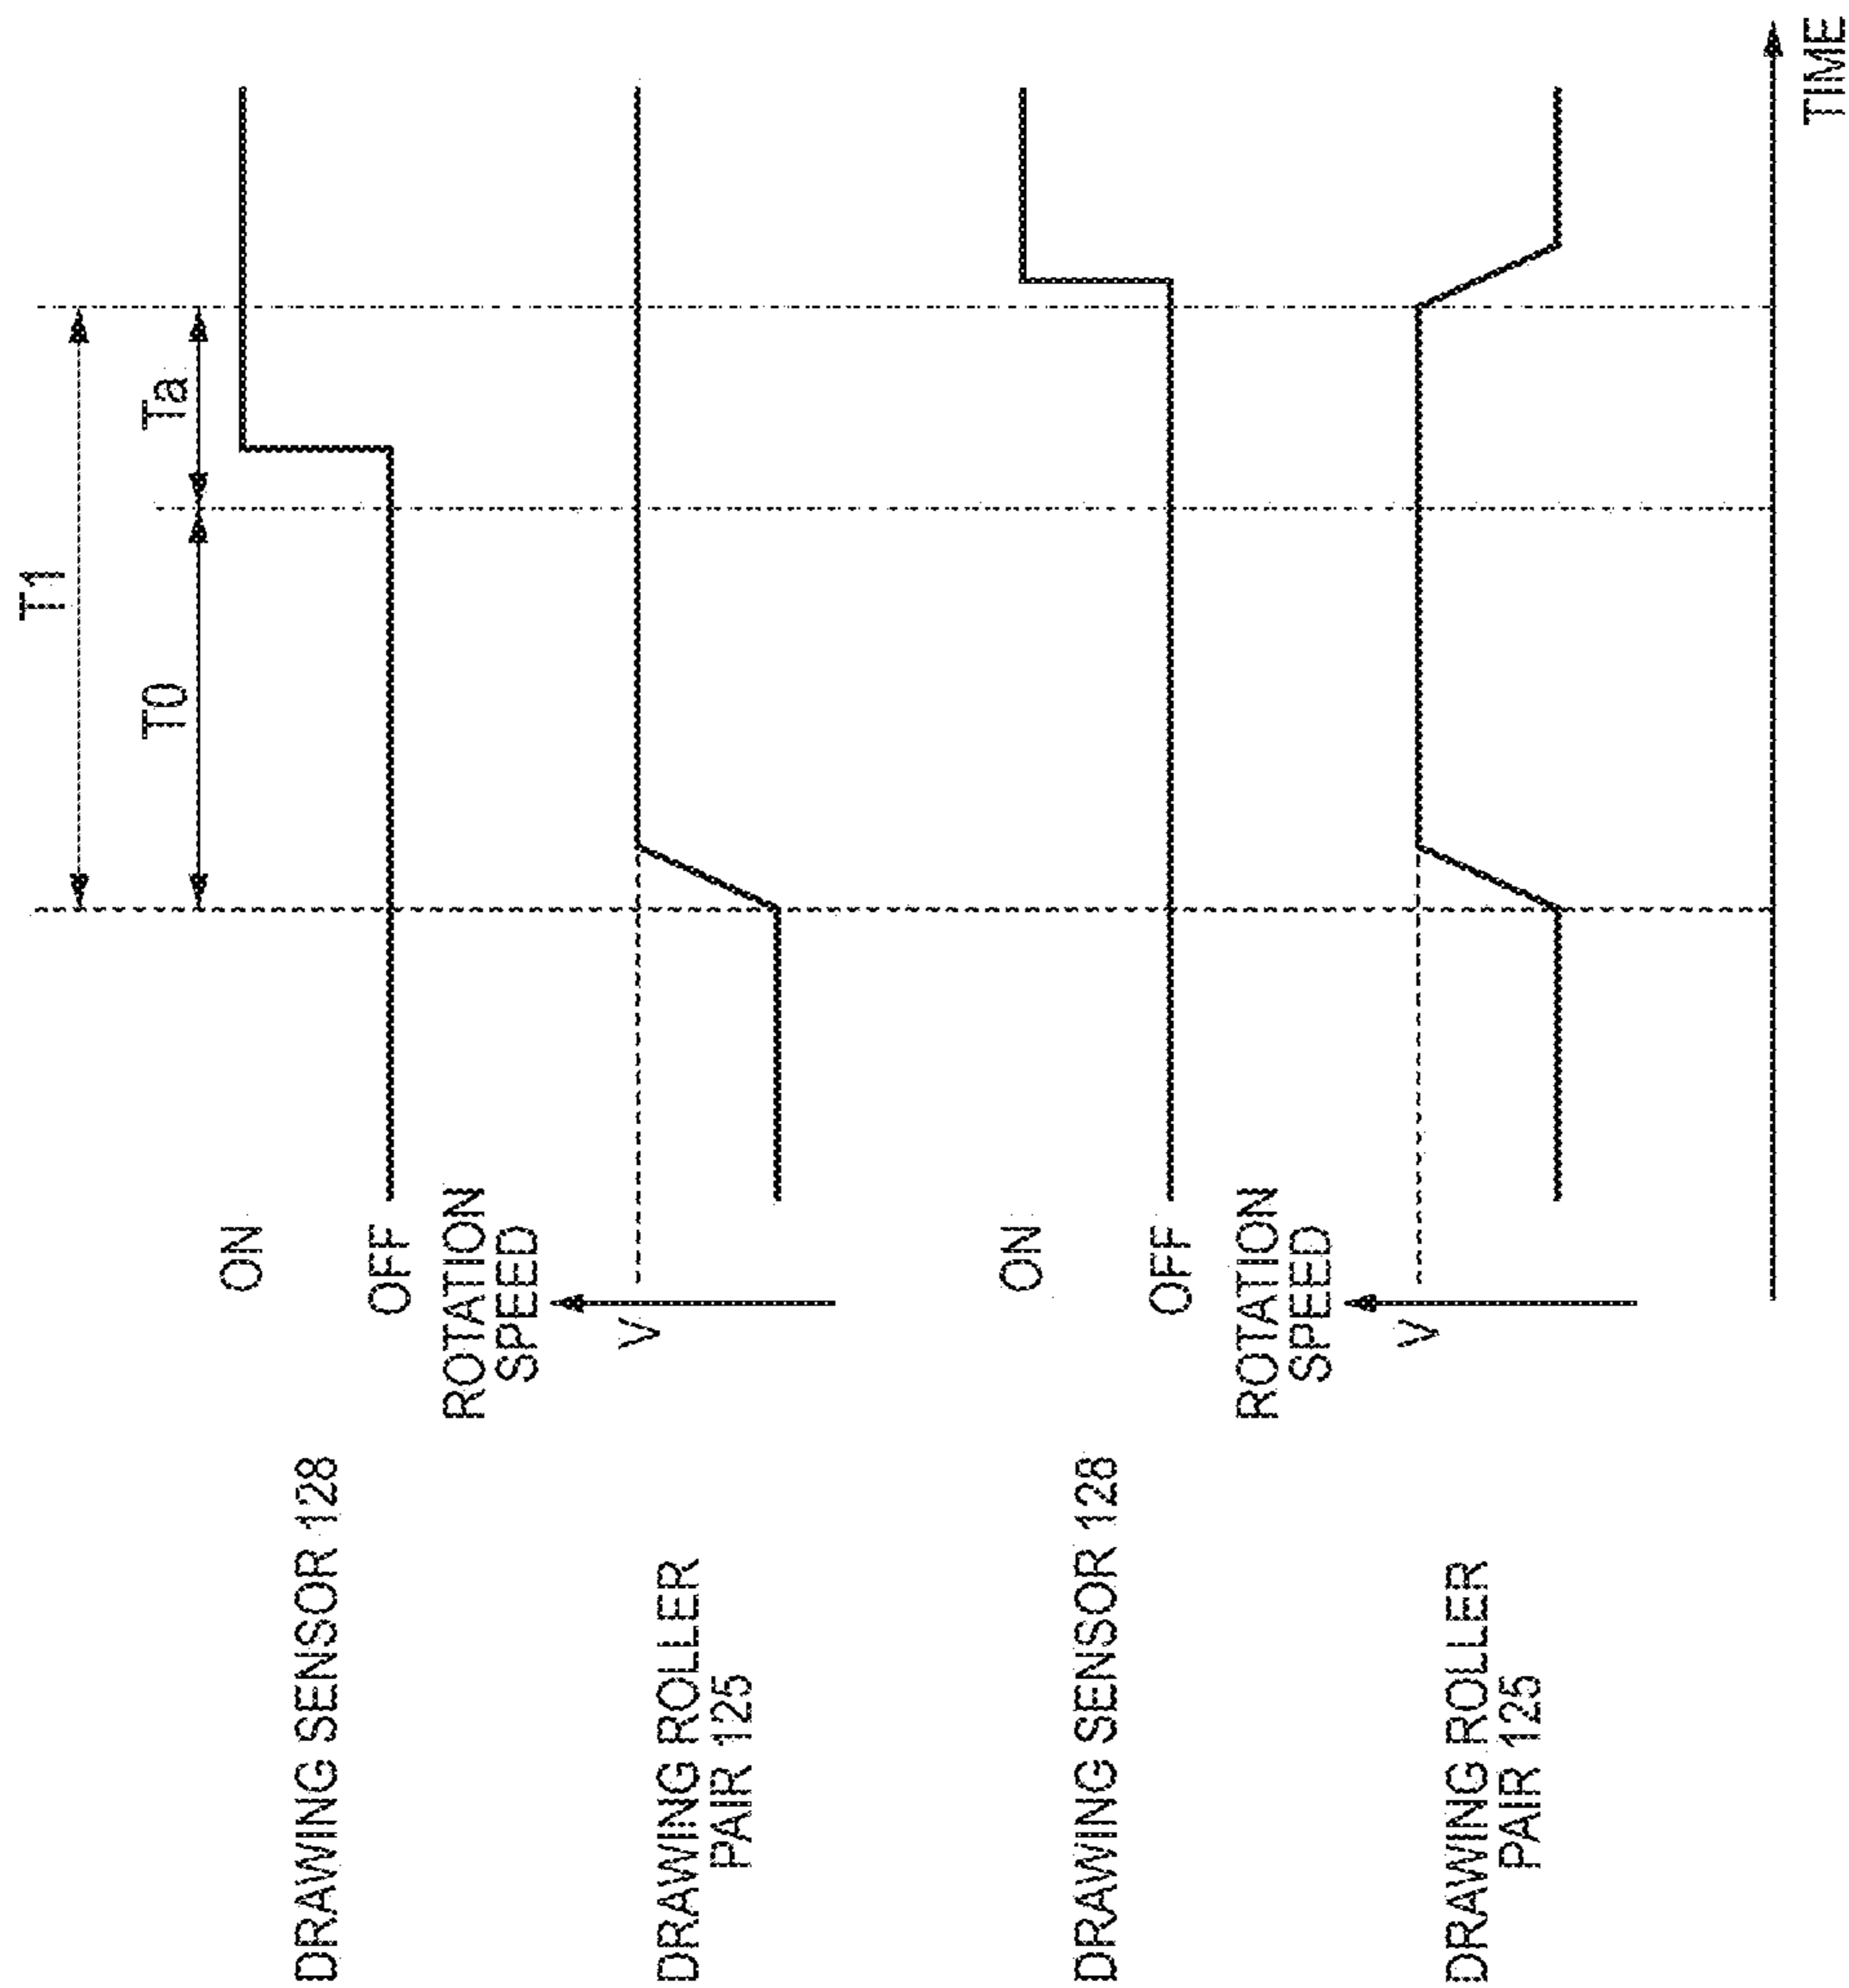 T1
T0
Ta
ON
DRAWING SENSOR 128
OFF
ROTATION
SPEED
V
DRAWING ROLLER
PAIR 125
ON
DRAWING SENSOR 128
OFF
ROTATION
SPEED
V
DRAWING ROLLER
PAIR 125
TIME